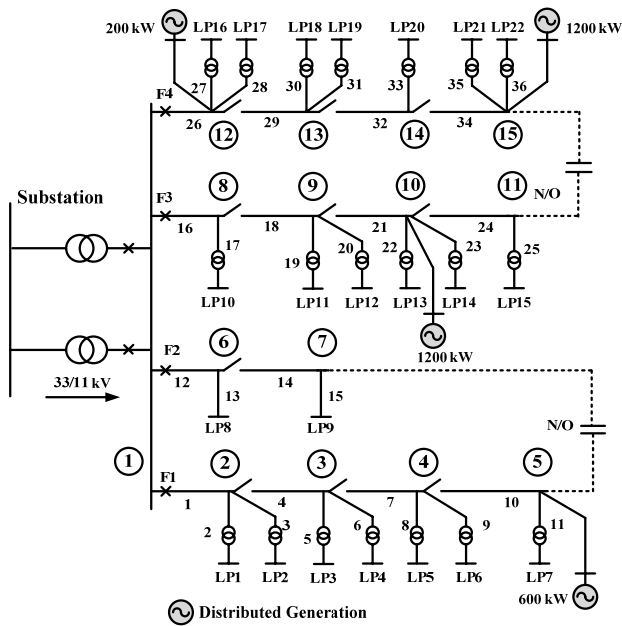 200 kW LP16 LP17 LP18 LP19 LP20 LP21 LP22 1200 kW
27 28 30 31 33 35 36
F4
26 29 32 34
12 13 14 15
Substation
F3 8 9 10 11 N/O
16 18 21 24
17 19 20 22 23 25
LP10 LP11 LP12 LP13 LP14 LP15
1200 kW
F2 6 7
12 14
33/11 kV 13 15
LP8 LP9 N/O
1 F1 2 3 4 5
1 4 7 10
2 3 5 6 8 9 11
LP1 LP2 LP3 LP4 LP5 LP6 LP7
600 kW
Distributed Generation